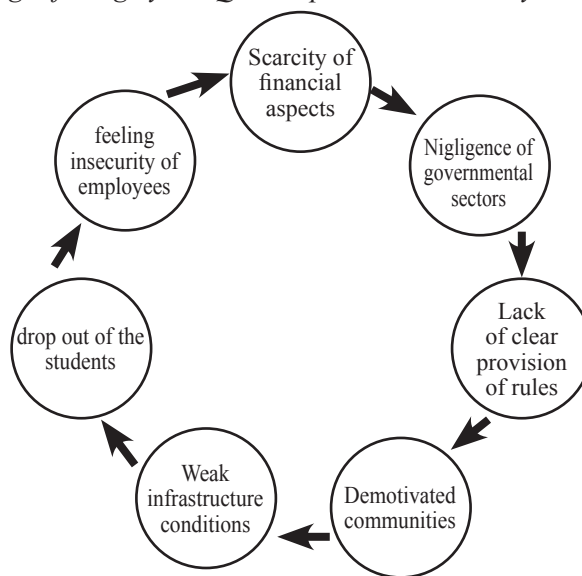 Scarcity of
financial
aspects
Nigligence of
governmental
sectors
Lack
of clear
provision
of rules
Demotivated
communities
Weak
infrastructure
conditions
drop out of the
students
feeling
insecurity of
employees